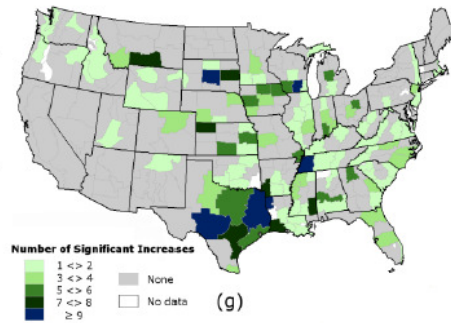 Number of Significant Increases
1 <> 2
3 <> 4
5 <> 6
7 <> 8
≥ 9
None
No data
(g)